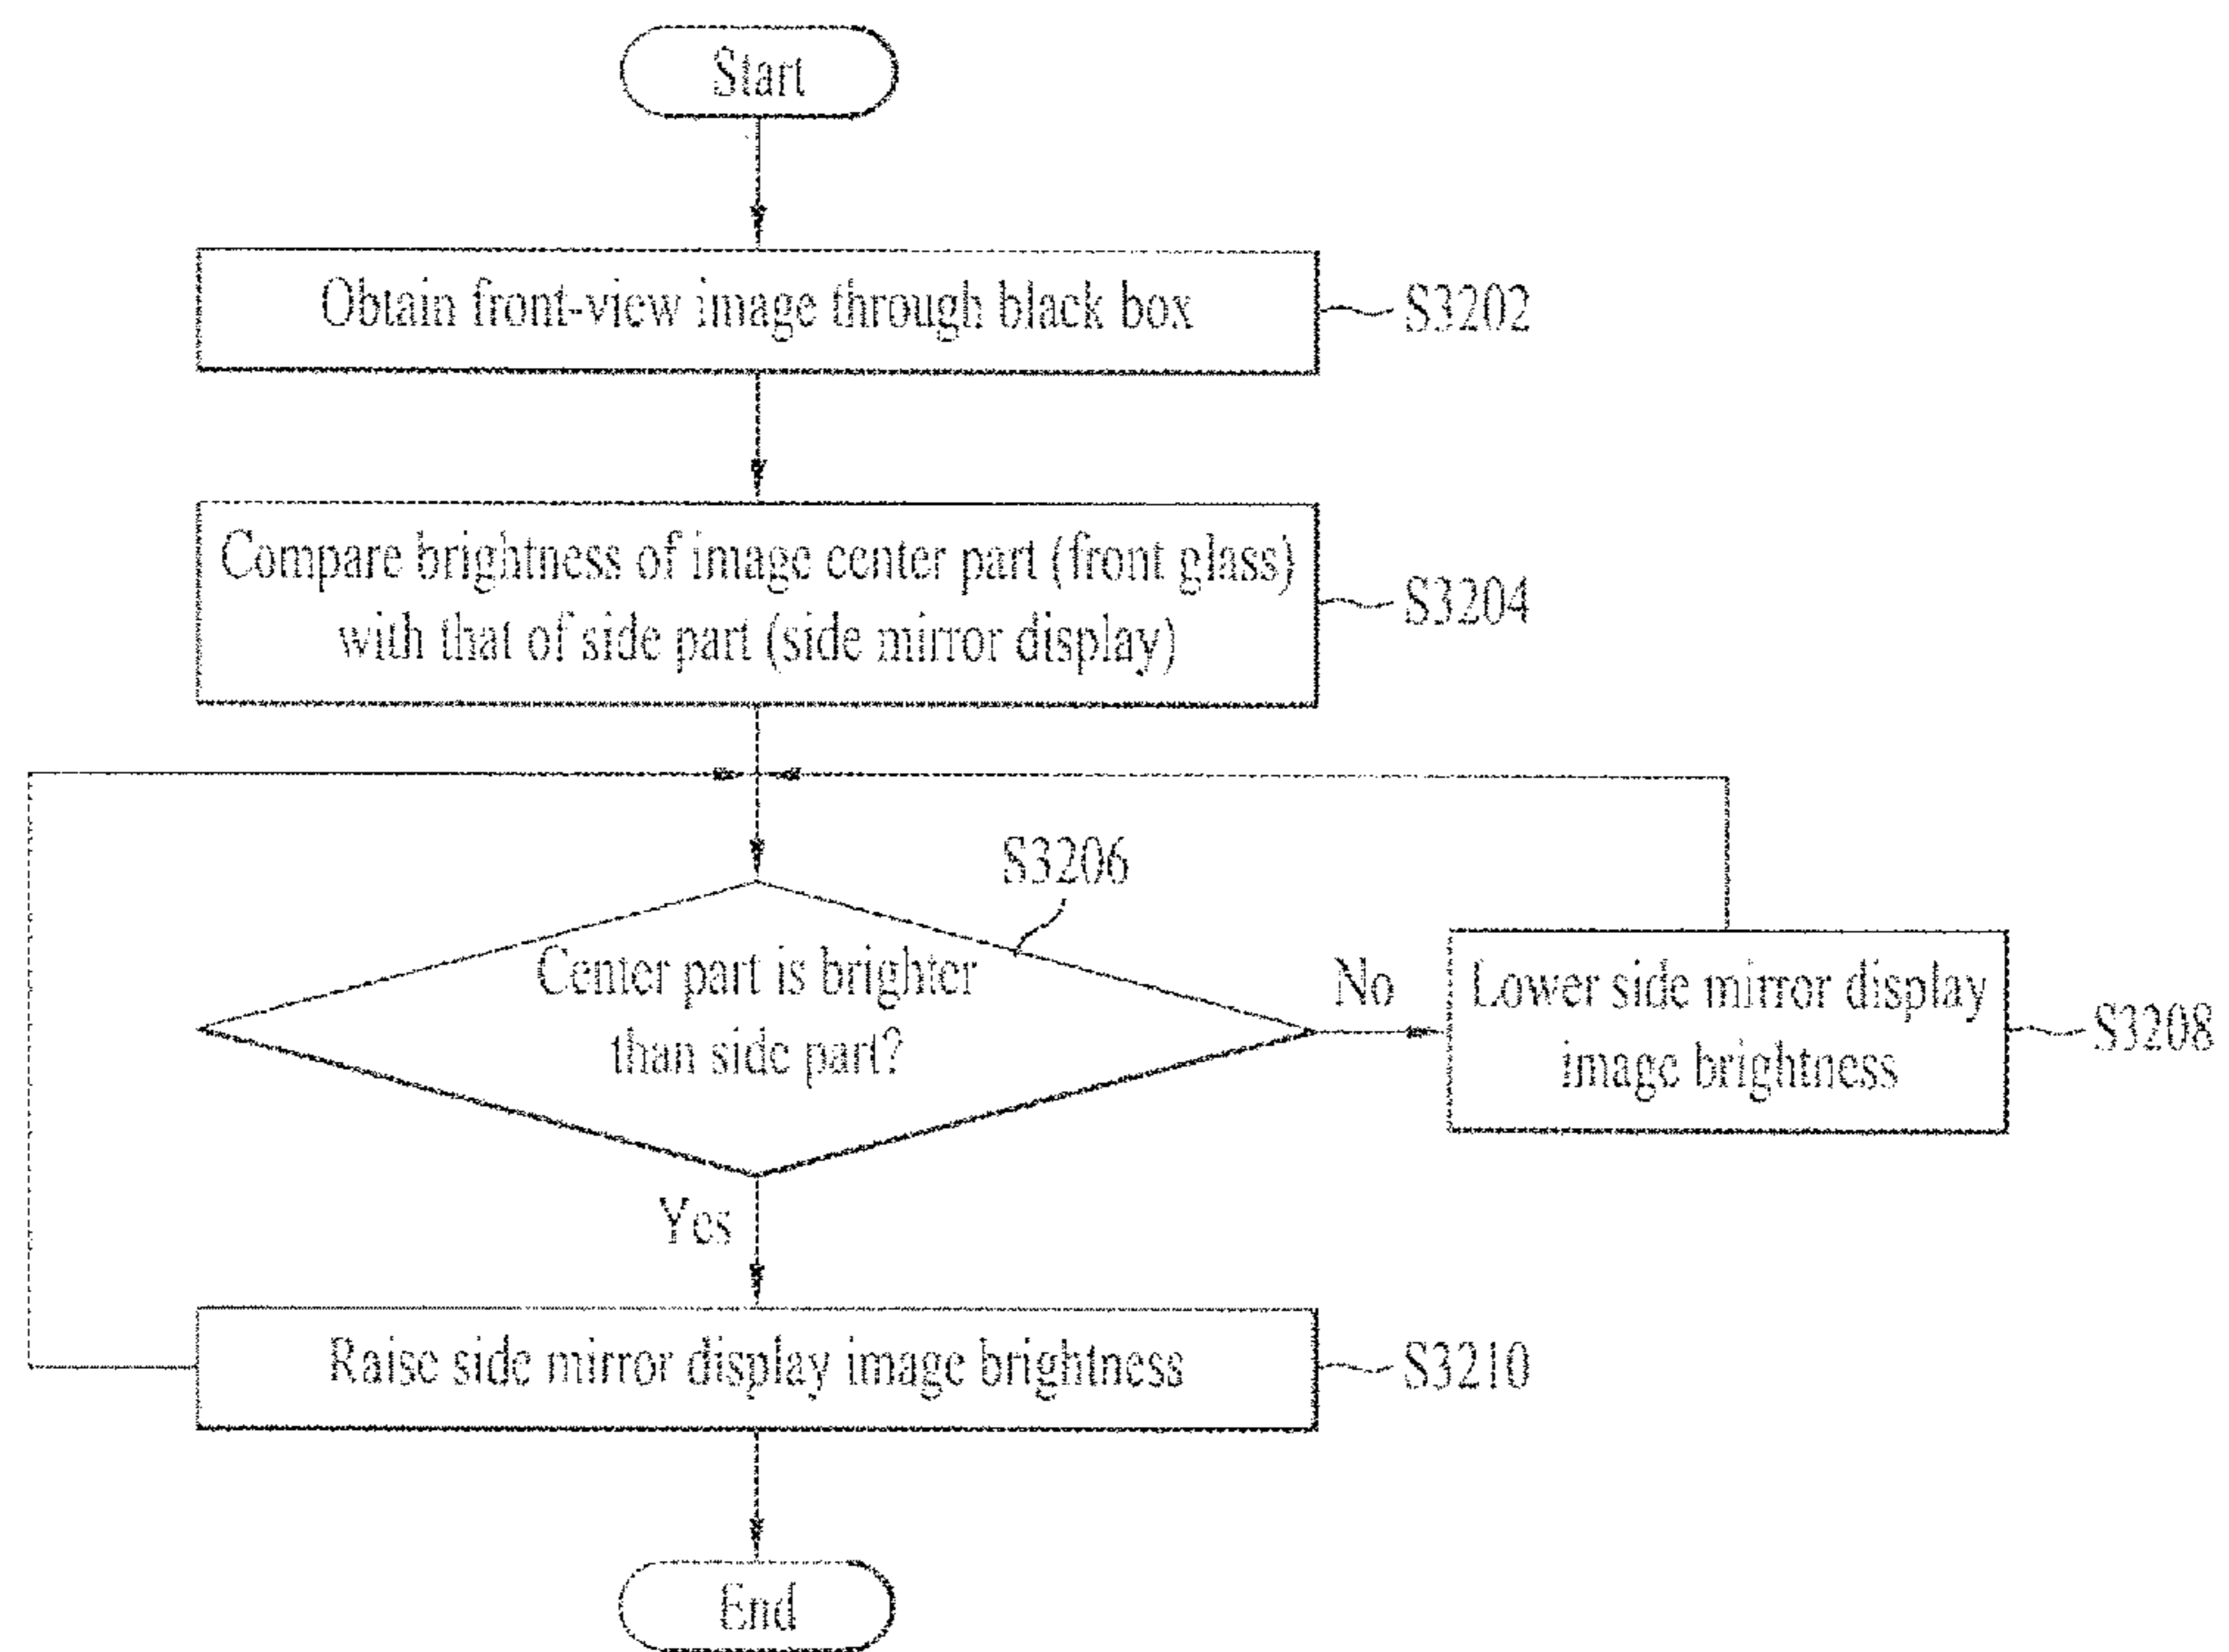 Start
Obtain front-view image through black box
S3202
Compare brightness of image center part (front glass)
with that of side part (side mirror display)
S3204
S3206
Center part is brighter
than side part?
No
Lower side mirror display
image brightness
S3208
Yes
Raise side mirror display image brightness
S3210
End